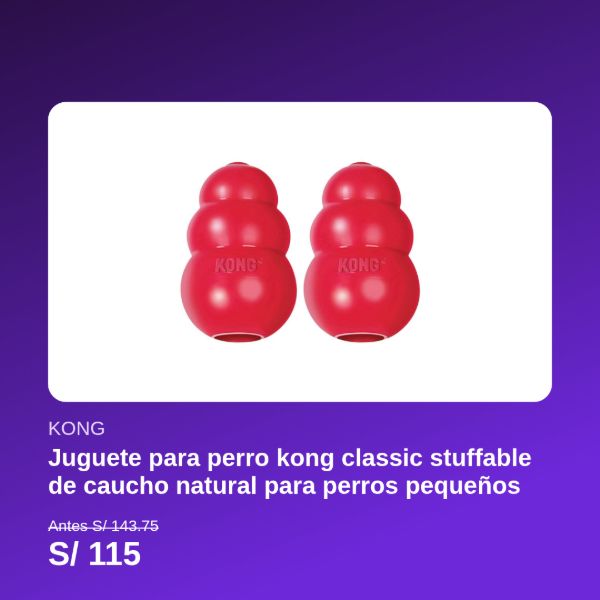 KONG KONG
KONG
Juguete para perro kong classic stuffable
de caucho natural para perros pequeños
Antes S/ 143.75
S/ 115